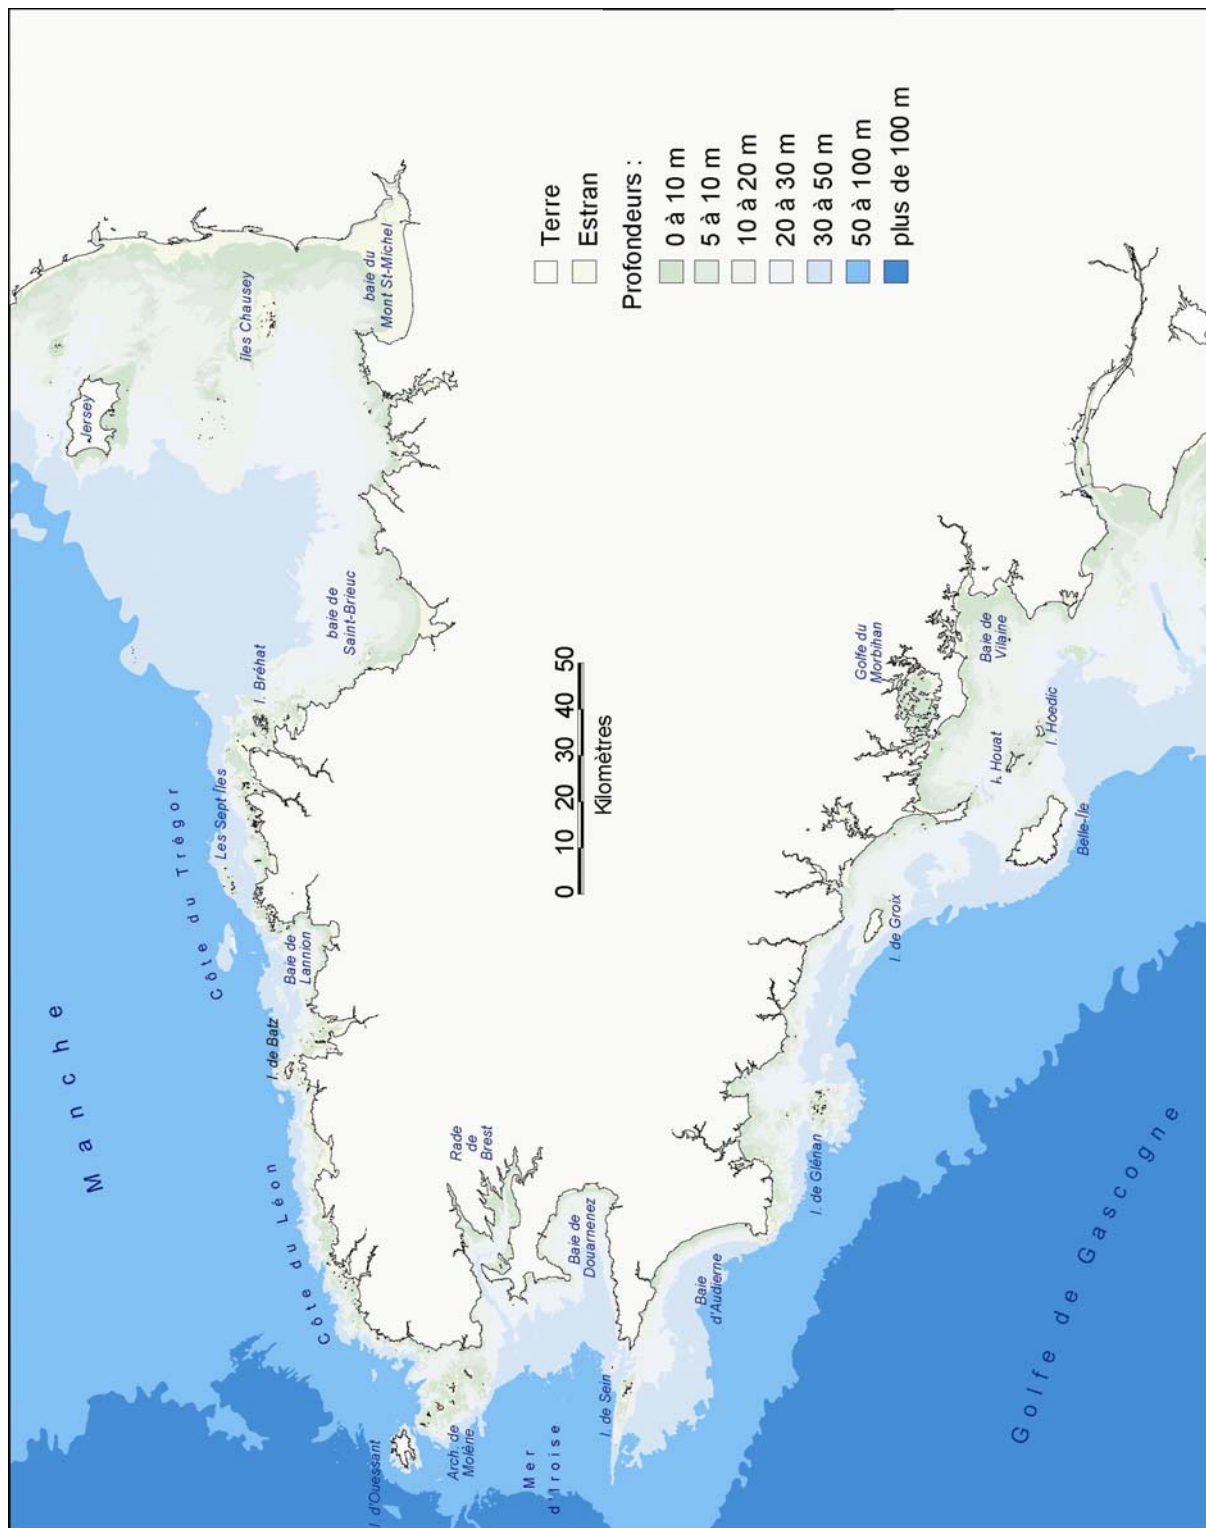 Manche
Côte du Trégor
Côte du Léon
Jersey
îles Chausey
baie du
Mont St-Michel
baie de
Saint-Brieuc
I. Bréhat
Les Sept Îles
Baie de
Lannion
I. de Batz
I d'Ouessant
Arch. de
Molène
Mer
d'Iroise
Rade
de
Brest
Baie de
Douarnenez
I. de Sein
Baie
d'Audierne
I. de Glénan
I. de Groix
Belle-Île
I. Houat
I. Hoedic
Golfe du
Morbihan
Baie de
Vilaine
Golfe de Gascogne
0 10 20 30 40 50
Kilomètres
Terre
Estran
Profondeurs :
0 à 10 m
5 à 10 m
10 à 20 m
20 à 30 m
30 à 50 m
50 à 100 m
plus de 100 m